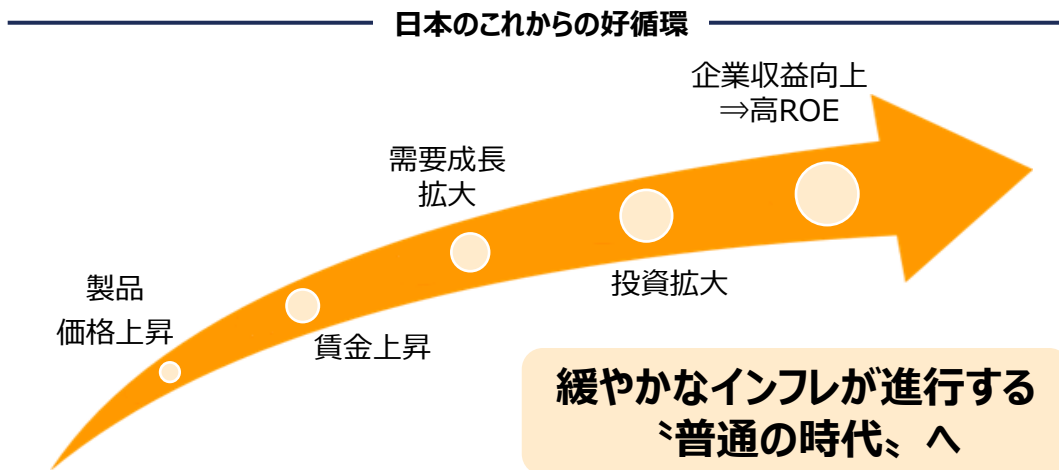 日本のこれからの好循環
製品
価格上昇
賃金上昇
需要成長
拡大
投資拡大
企業収益向上
⇒高ROE
緩やかなインフレが進行する
〝普通の時代〟へ